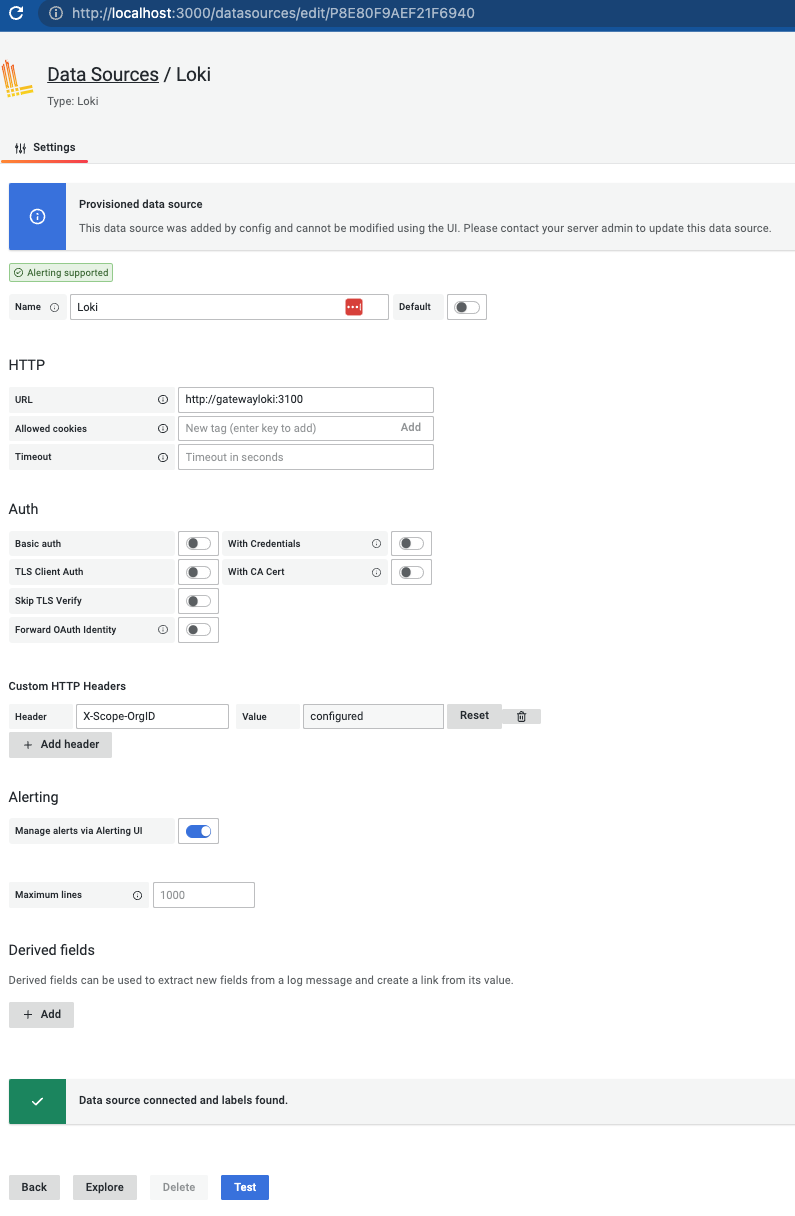 http://localhost:3000/datasources/edit/P8E80F9AEF21F6940
Data Sources / Loki
Type: Loki
Settings
Provisioned data source
This data source was added by config and cannot be modified using the UI. Please contact your server admin to update this data source.
Alerting supported
Name Loki Default
HTTP
URL http://gatewayloki:3100
Allowed cookies New tag (enter key to add) Add
Timeout Timeout in seconds
Auth
Basic auth With Credentials
TLS Client Auth With CA Cert
Skip TLS Verify
Forward OAuth Identity
Custom HTTP Headers
Header X-Scope-OrgID Value configured Reset
+ Add header
Alerting
Manage alerts via Alerting UI
Maximum lines 1000
Derived fields
Derived fields can be used to extract new fields from a log message and create a link from its value.
+ Add
Data source connected and labels found.
Back Explore Delete Test